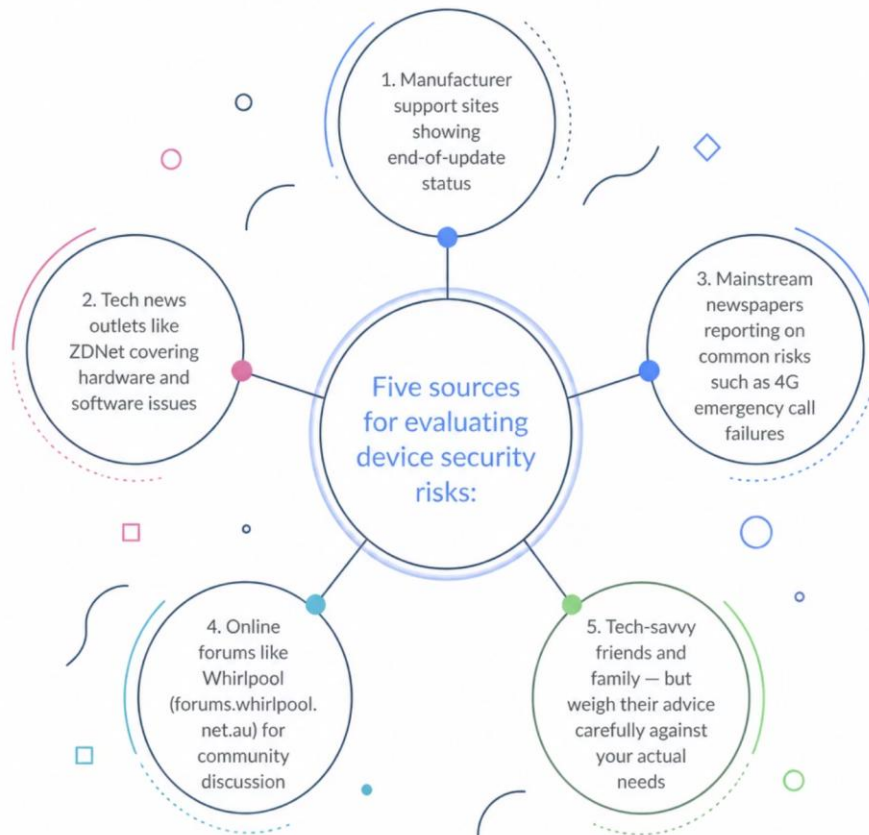 1. Manufacturer
support sites
showing
end-of-update
status
2. Tech news
outlets like
ZDNet covering
hardware and
software issues
3. Mainstream
newspapers
reporting on
common risks
such as 4G
emergency call
failures
Five sources
for evaluating
device security
risks:
4. Online
forums like
Whirlpool
(forums.whirlpool.
net.au) for
community
discussion
5. Tech-savvy
friends and
family — but
weigh their advice
carefully against
your actual
needs